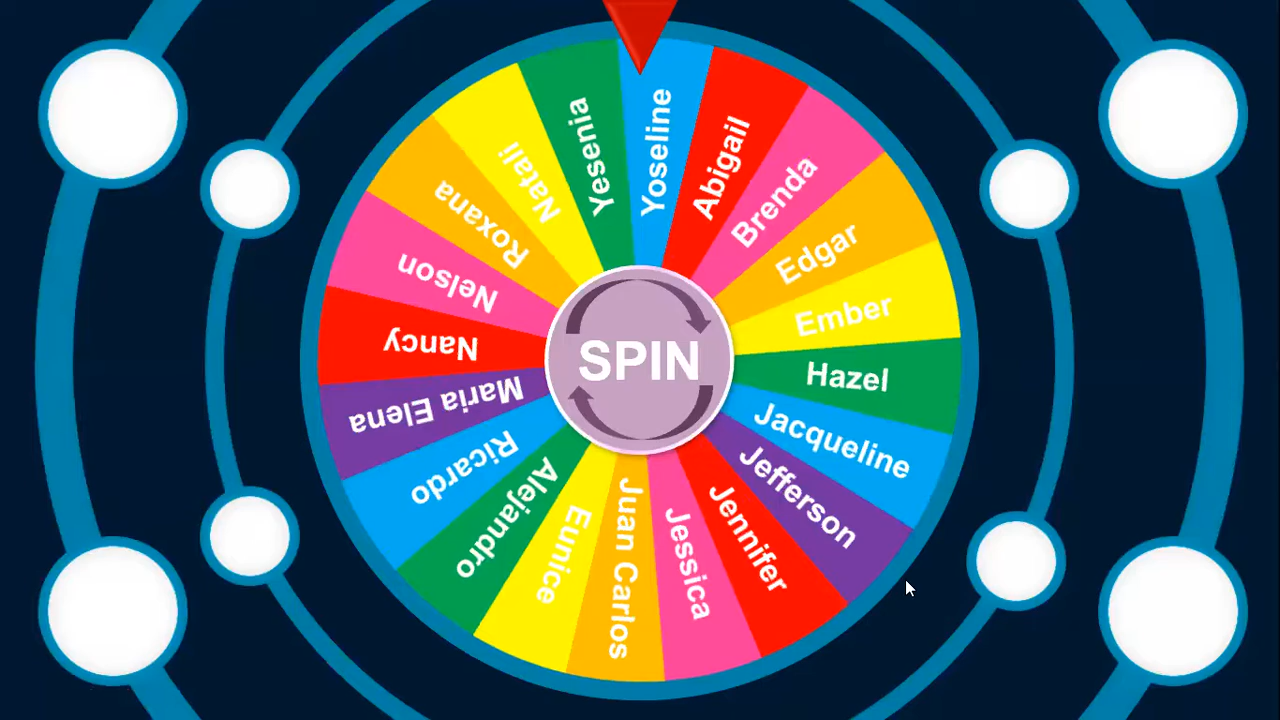 Yoseline
Abigail
Brenda
Edgar
Ember
Hazel
Jacqueline
Jefferson
Jennifer
Jessica
Juan Carlos
Eunice
Alejandro
Ricardo
Maria Elena
Nancy
Nelson
Roxana
Natali
Yesenia
SPIN